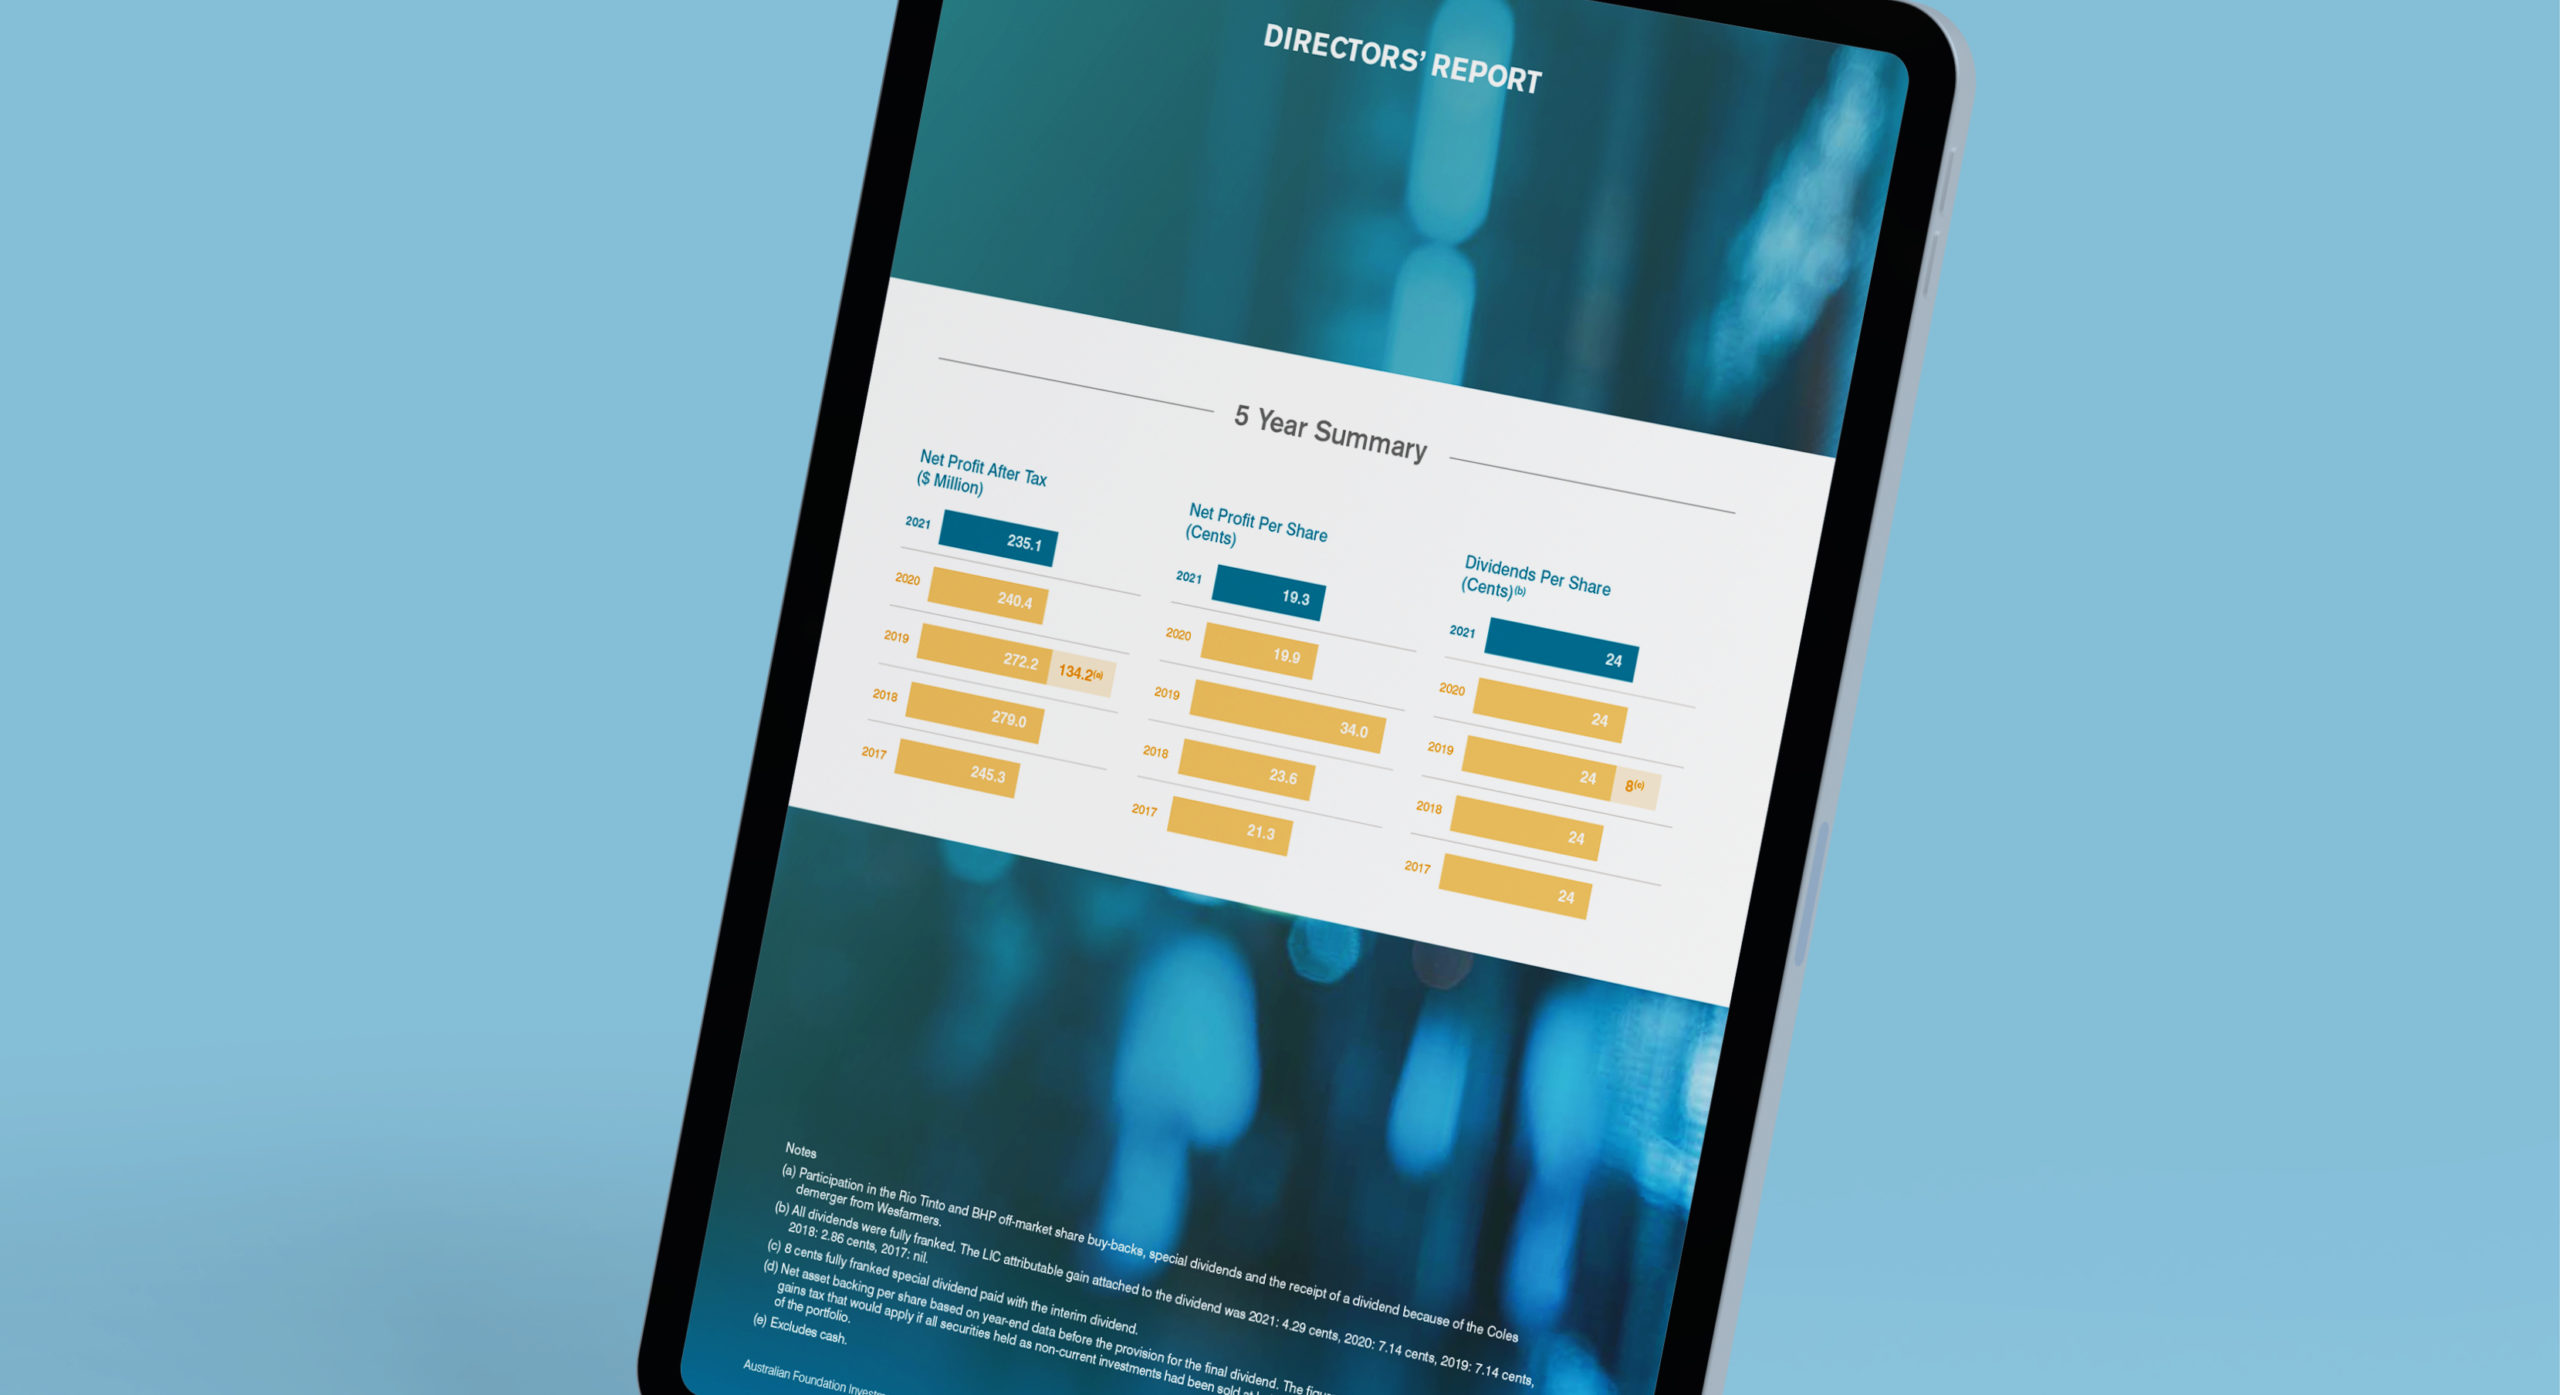 DIRECTORS’ REPORT
5 Year Summary
Net Profit After Tax
($ Million)
2021 235.1
2020 240.4
2019 272.2 134.2(a)
2018 279.0
2017 245.3
Net Profit Per Share
(Cents)
2021 19.3
2020 19.9
2019 34.0
2018 23.6
2017 21.3
Dividends Per Share
(Cents)(b)
2021 24
2020 24
2019 24 8(c)
2018 24
2017 24
Notes
(a) Participation in the Rio Tinto and BHP off-market share buy-backs, special dividends and the receipt of a dividend because of the Coles
demerger from Wesfarmers.
(b) All dividends were fully franked. The LIC attributable gain attached to the dividend was 2021: 4.29 cents, 2020: 7.14 cents, 2019: 7.14 cents,
2018: 2.86 cents, 2017: nil.
(c) 8 cents fully franked special dividend paid with the interim dividend.
(d) Net asset backing per share based on year-end data before the provision for the final dividend. The
gains tax that would apply if all securities held as non-current investments had been sold
of the portfolio.
(e) Excludes cash.
Australian Foundation